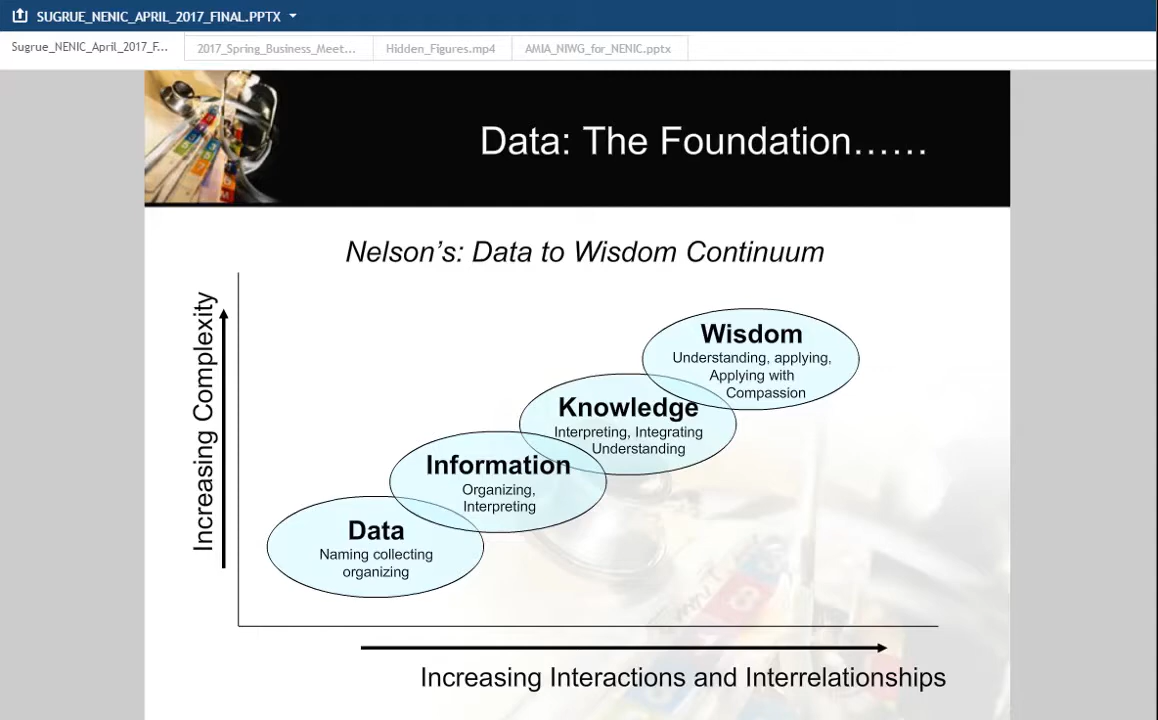 SUGRUE_NENIC_APRIL_2017_FINAL.PPTX
Sugrue_NENIC_April_2017_F...
2017_Spring_Business_Meet...
Hidden_Figures.mp4
AMIA_NIWG_for_NENIC.pptx
Data: The Foundation……
Nelson’s: Data to Wisdom Continuum
Increasing Complexity
Wisdom
Understanding, applying,
Applying with
Compassion
Knowledge
Interpreting, Integrating
Understanding
Information
Organizing,
Interpreting
Data
Naming collecting
organizing
Increasing Interactions and Interrelationships